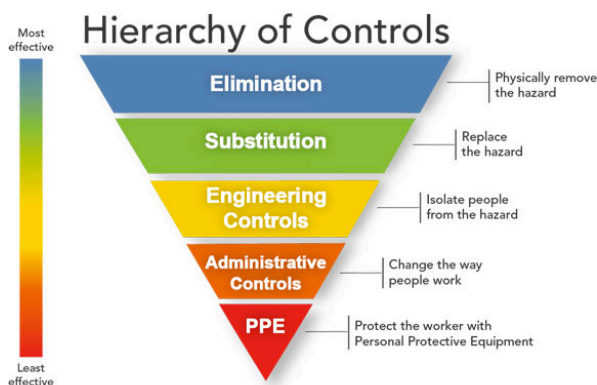 Most
effective
Hierarchy of Controls
Elimination
Physically remove
the hazard
Substitution
Replace
the hazard
Engineering
Controls
Isolate people
from the hazard
Administrative
Controls
Change the way
people work
PPE
Protect the worker with
Personal Protective Equipment
Least
effective